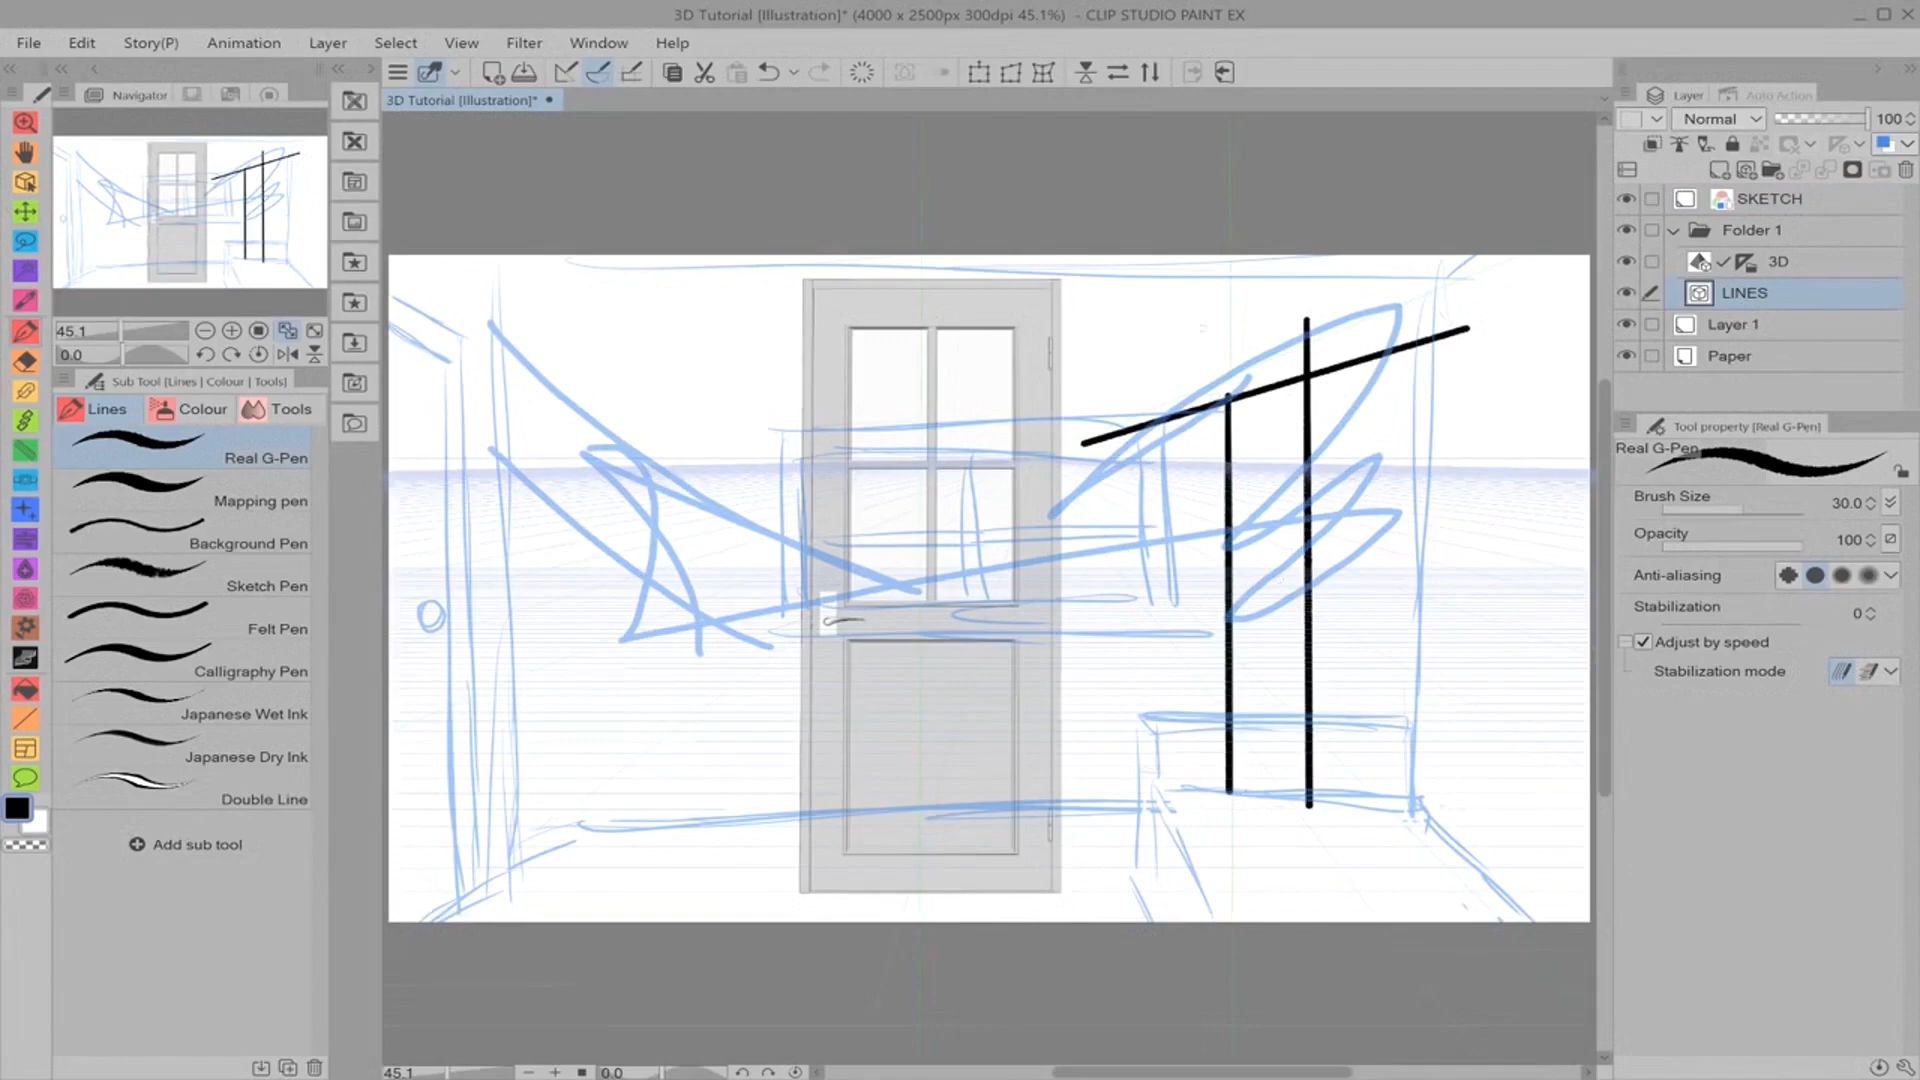 3D Tutorial [Illustration]* (4000 x 2500px 300dpi 45.1%) - CLIP STUDIO PAINT EX
File Edit Story(P) Animation Layer Select View Filter Window Help
Navigator
3D Tutorial [Illustration]*
45.1
0.0
Sub Tool [Lines | Colour | Tools]
Lines Colour Tools
Real G-Pen
Mapping pen
Background Pen
Sketch Pen
Felt Pen
Calligraphy Pen
Japanese Wet Ink
Japanese Dry Ink
Double Line
Add sub tool
45.1 0.0
Layer Auto Action
Normal 100
SKETCH
Folder 1
3D
LINES
Layer 1
Paper
Tool property [Real G-Pen]
Real G-Pen
Brush Size 30.0
Opacity 100
Anti-aliasing
Stabilization 0
Adjust by speed
Stabilization mode